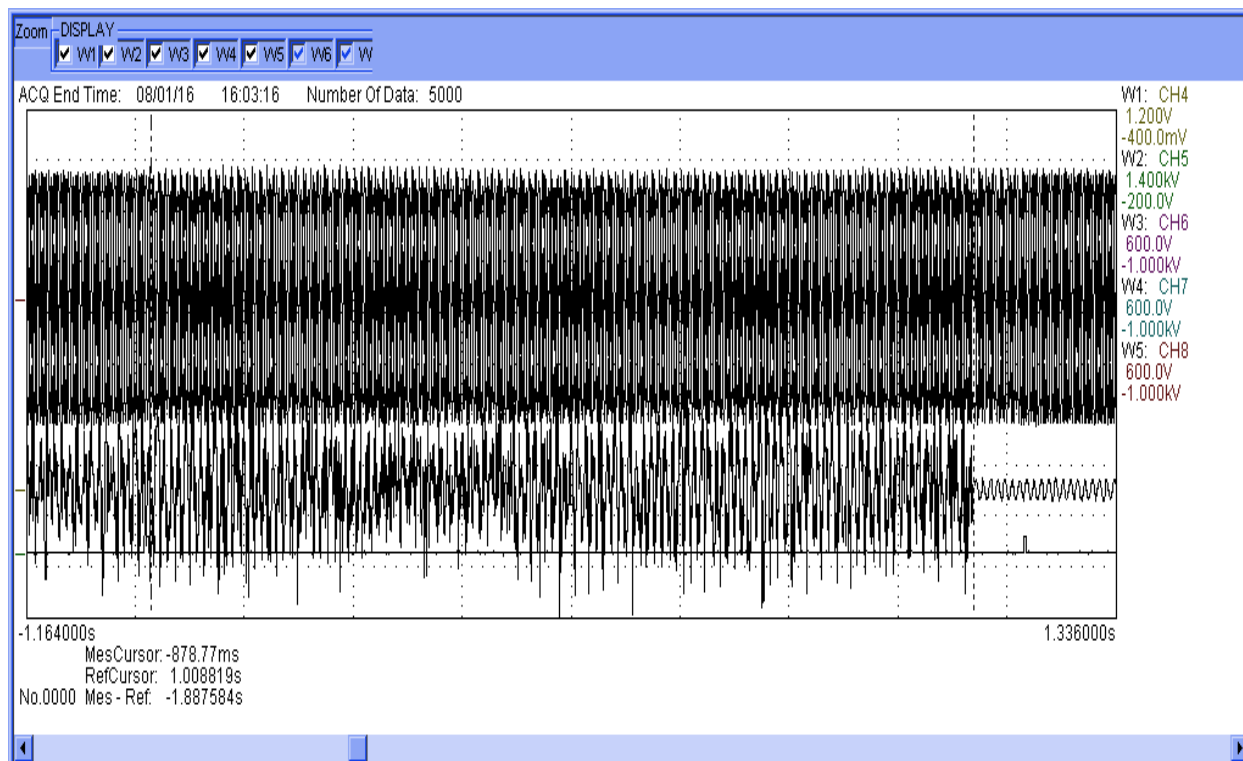 Zoom
DISPLAY
W1 W2 W3 W4 W5 W6 W
ACQ End Time: 08/01/16 16:03:16 Number Of Data: 5000
W1: CH4
1.200V
-400.0mV
W2: CH5
1.400kV
-200.0V
W3: CH6
600.0V
-1.000kV
W4: CH7
600.0V
-1.000kV
W5: CH8
600.0V
-1.000kV
-1.164000s 1.336000s
MesCursor: -878.77ms
RefCursor: 1.008819s
No.0000 Mes - Ref: -1.887584s